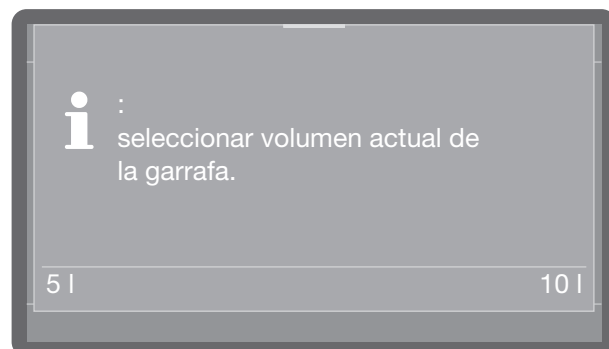 :
seleccionar volumen actual de
la garrafa.
5 l 10 l